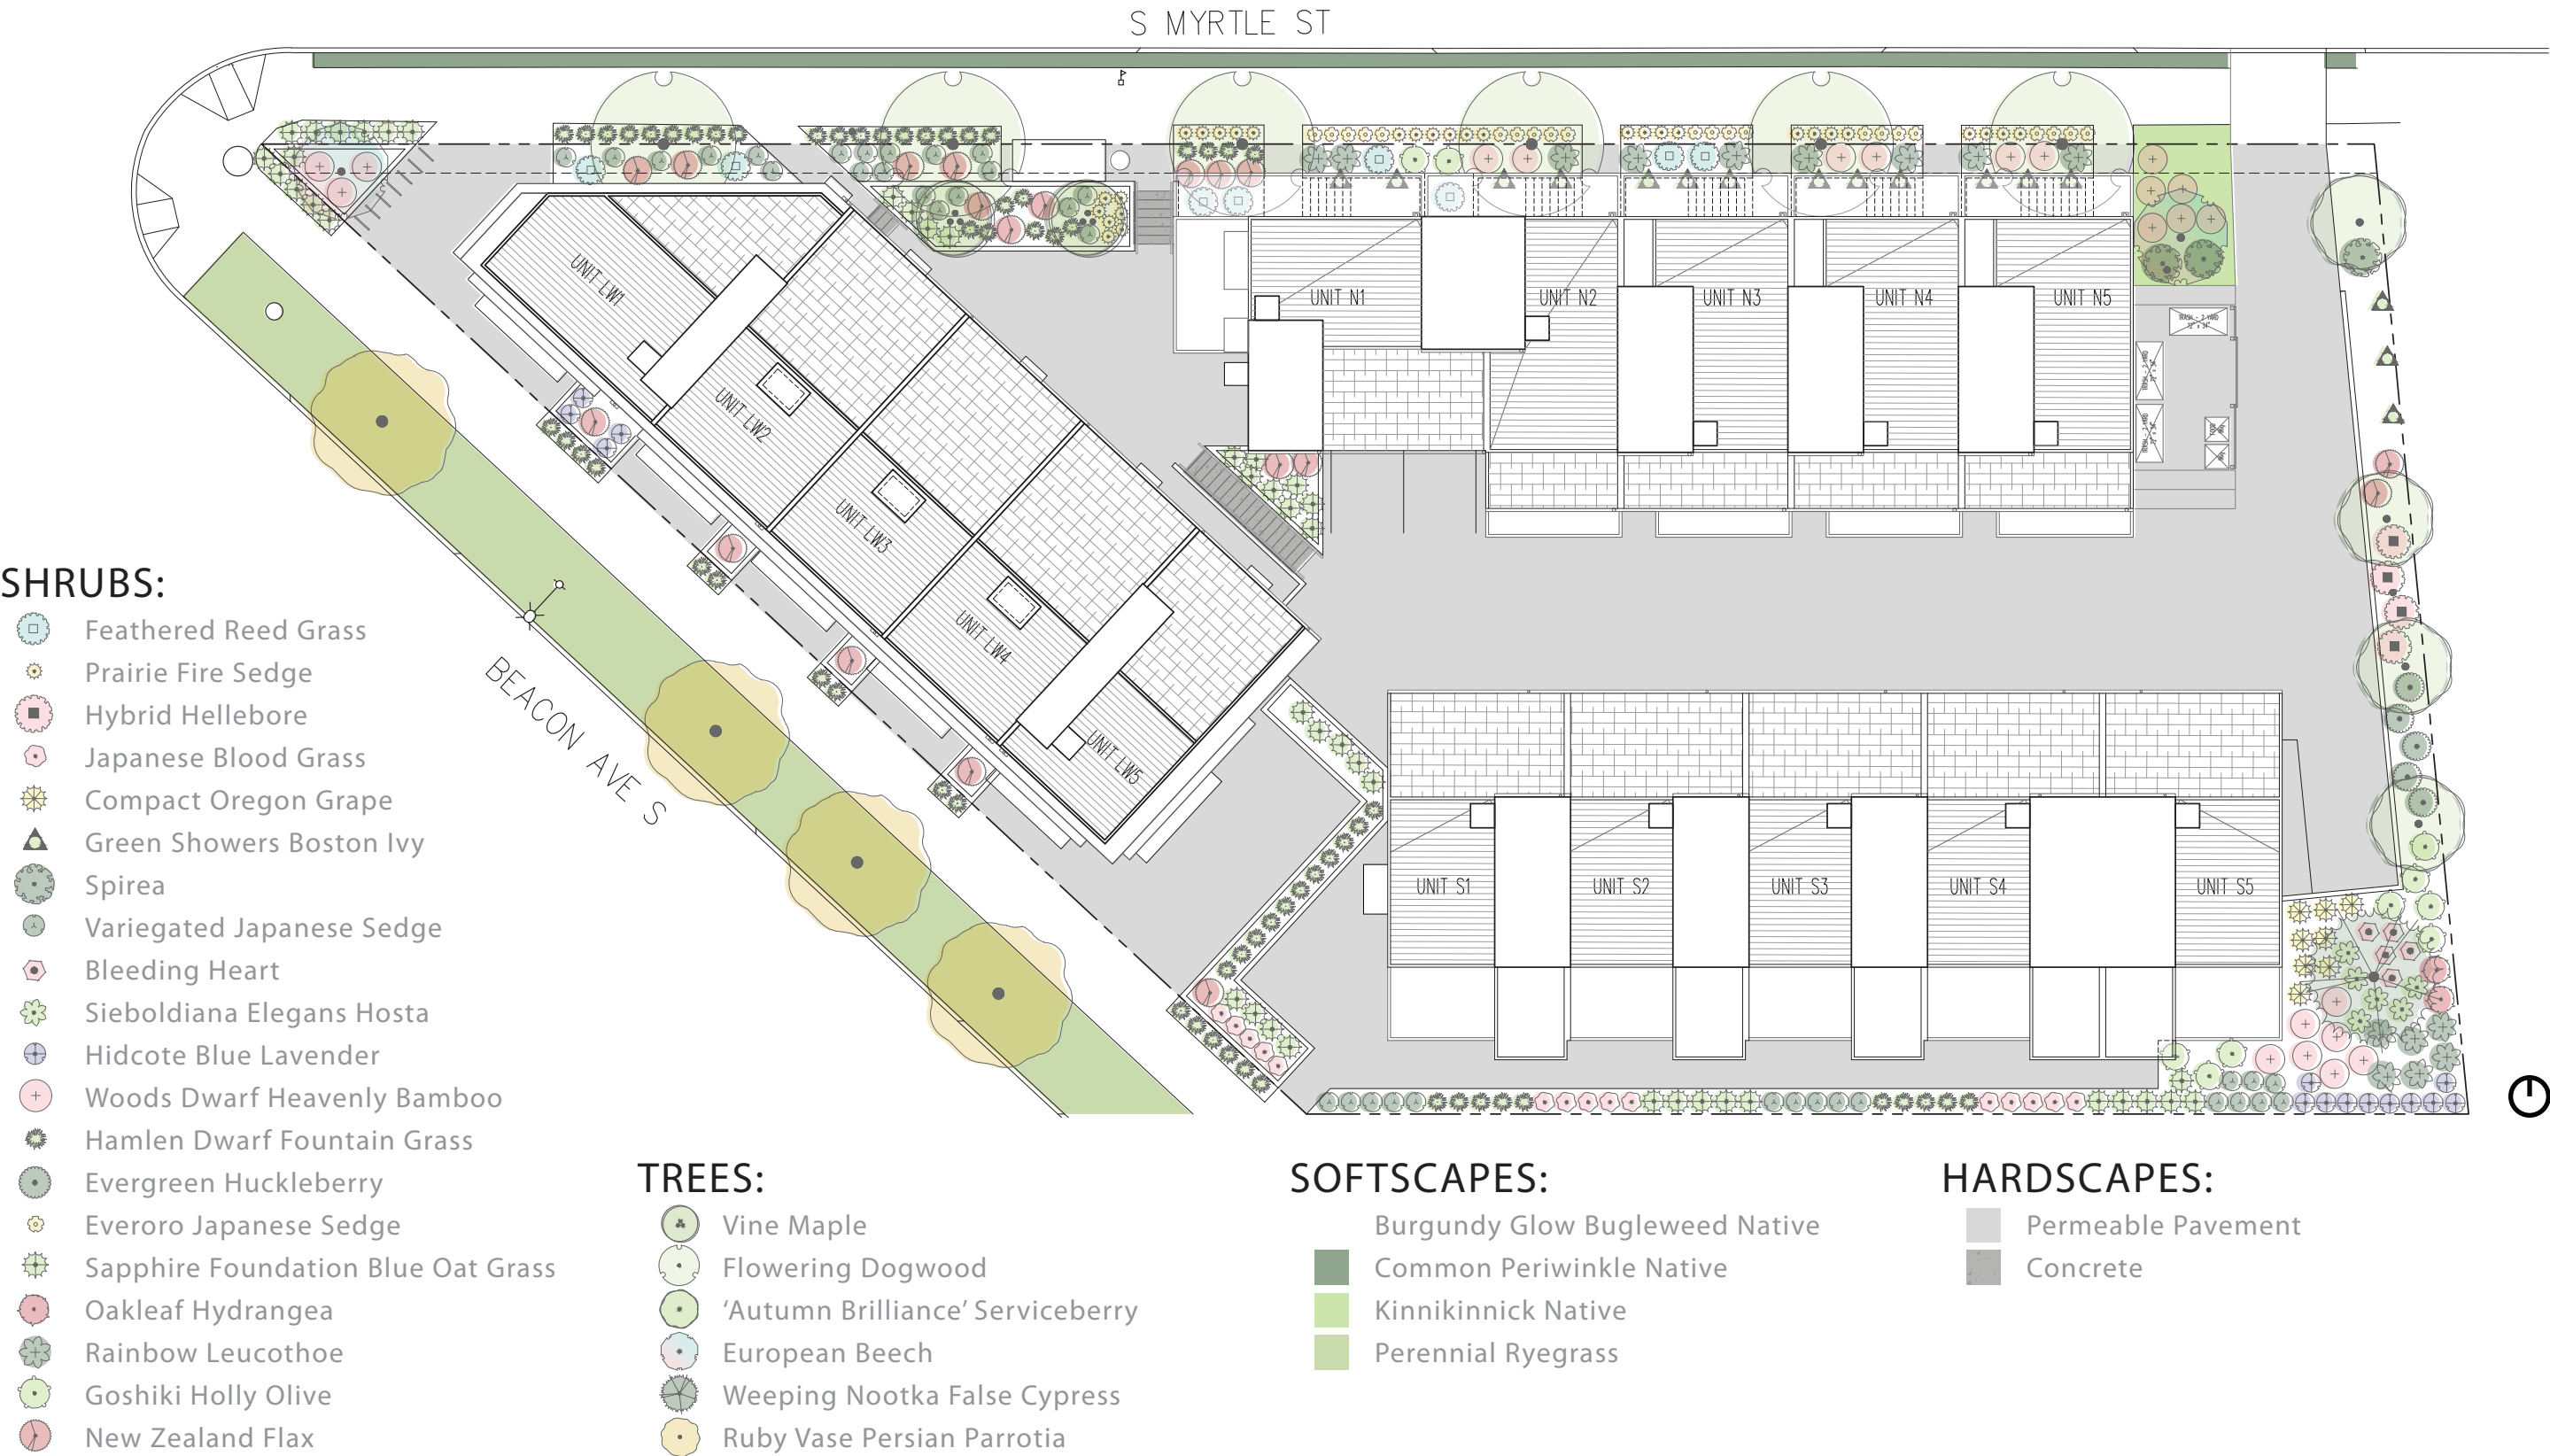 S MYRTLE ST
UNIT LW1
UNIT N1
UNIT N2
UNIT N3
UNIT N4
UNIT N5
UNIT LW2
UNIT LW3
UNIT LW4
UNIT LW5
BEACON AVE S
UNIT S1
UNIT S2
UNIT S3
UNIT S4
UNIT S5
SHRUBS:
Feathered Reed Grass
Prairie Fire Sedge
Hybrid Hellebore
Japanese Blood Grass
Compact Oregon Grape
Green Showers Boston Ivy
Spirea
Variegated Japanese Sedge
Bleeding Heart
Sieboldiana Elegans Hosta
Hidcote Blue Lavender
Woods Dwarf Heavenly Bamboo
Hamlen Dwarf Fountain Grass
Evergreen Huckleberry
Everoro Japanese Sedge
Sapphire Foundation Blue Oat Grass
Oakleaf Hydrangea
Rainbow Leucothoe
Goshiki Holly Olive
New Zealand Flax
TREES:
Vine Maple
Flowering Dogwood
‘Autumn Brilliance’ Serviceberry
European Beech
Weeping Nootka False Cypress
Ruby Vase Persian Parrotia
SOFTSCAPES:
Burgundy Glow Bugleweed Native
Common Periwinkle Native
Kinnikinnick Native
Perennial Ryegrass
HARDSCAPES:
Permeable Pavement
Concrete